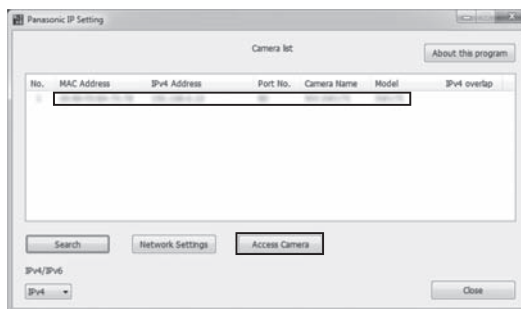 Panasonic IP Setting
Camera list
About this program
No. MAC Address IPv4 Address Port No. Camera Name Model IPv4 overlap
Search Network Settings Access Camera
IPv4/IPv6
IPv4
Close